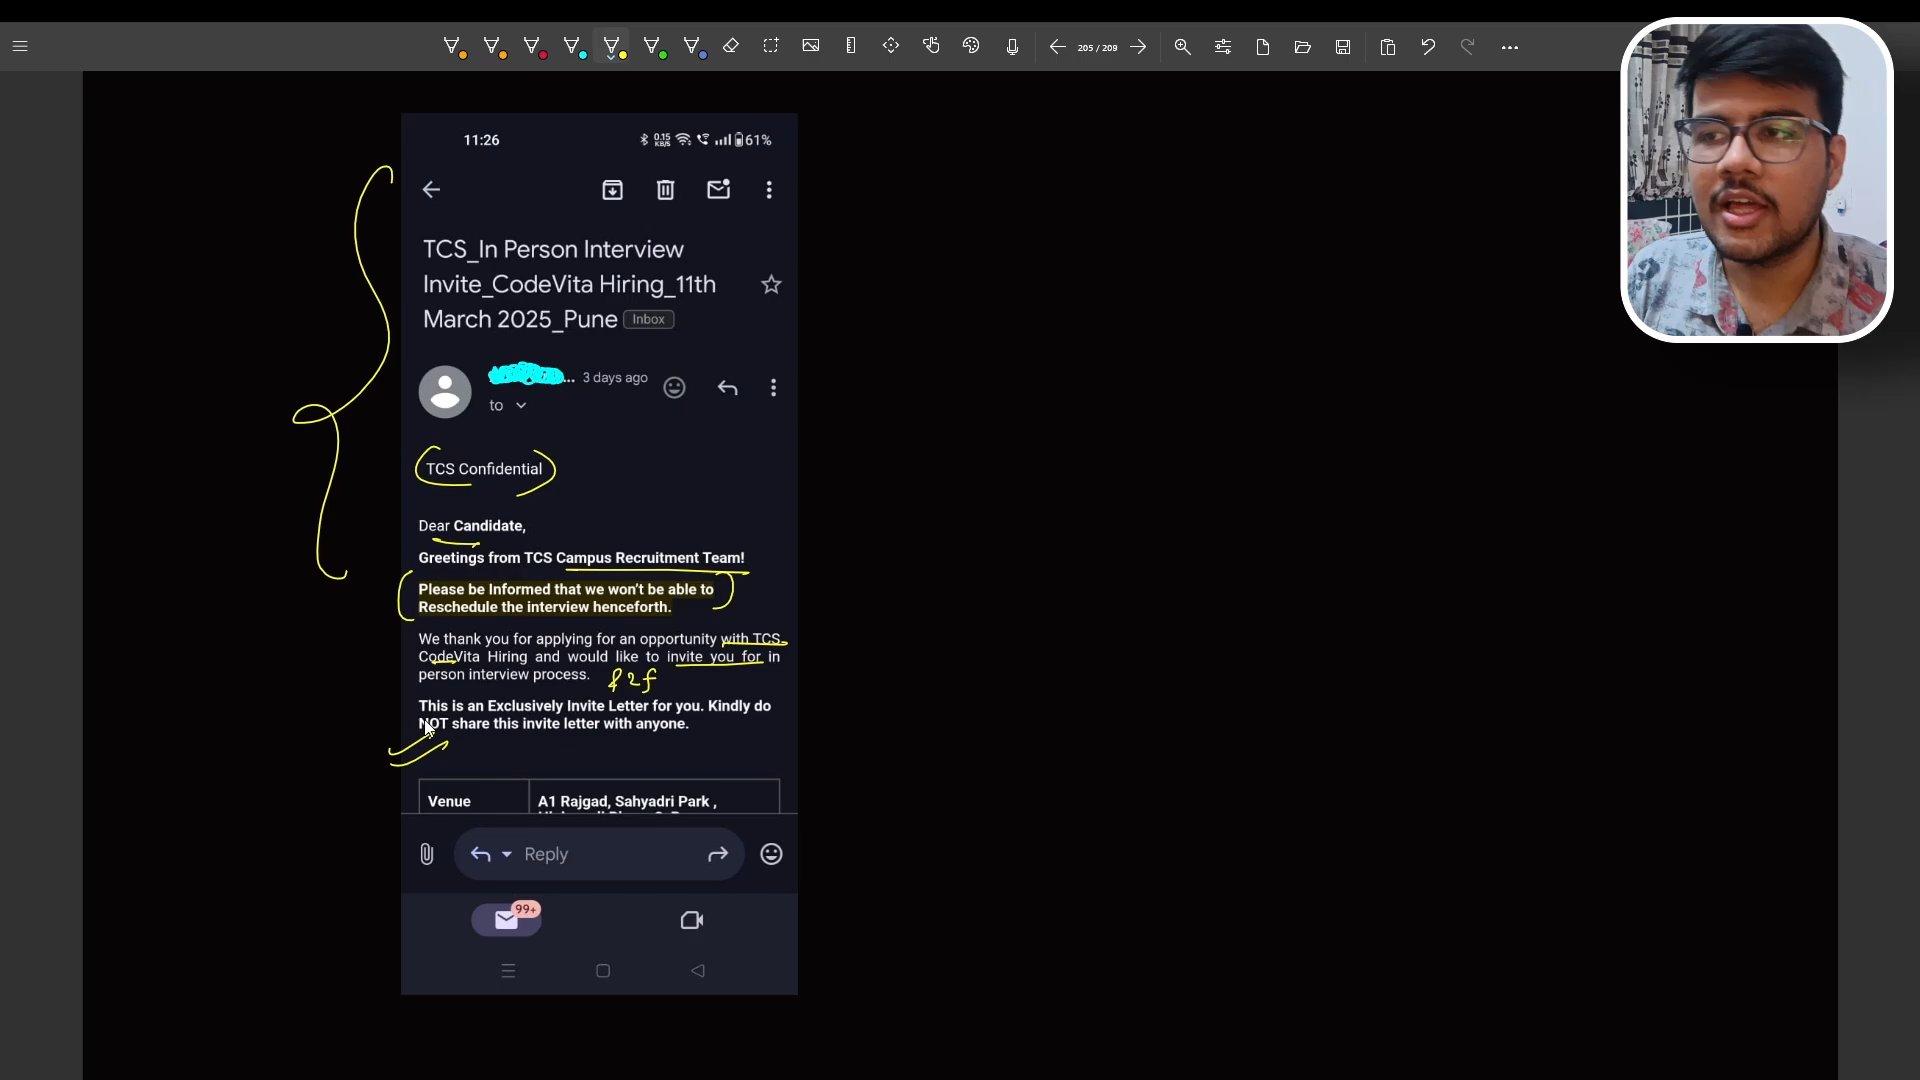 205 / 209
11:26
0.15
KB/S
61%
TCS_In Person Interview
Invite_CodeVita Hiring_11th
March 2025_Pune Inbox
... 3 days ago
to
TCS Confidential
Dear Candidate,
Greetings from TCS Campus Recruitment Team!
Please be Informed that we won't be able to
Reschedule the interview henceforth.
We thank you for applying for an opportunity with TCS
CodeVita Hiring and would like to invite you for in
person interview process.
f2f
This is an Exclusively Invite Letter for you. Kindly do
NOT share this invite letter with anyone.
Venue
A1 Rajgad, Sahyadri Park ,
Reply
99+